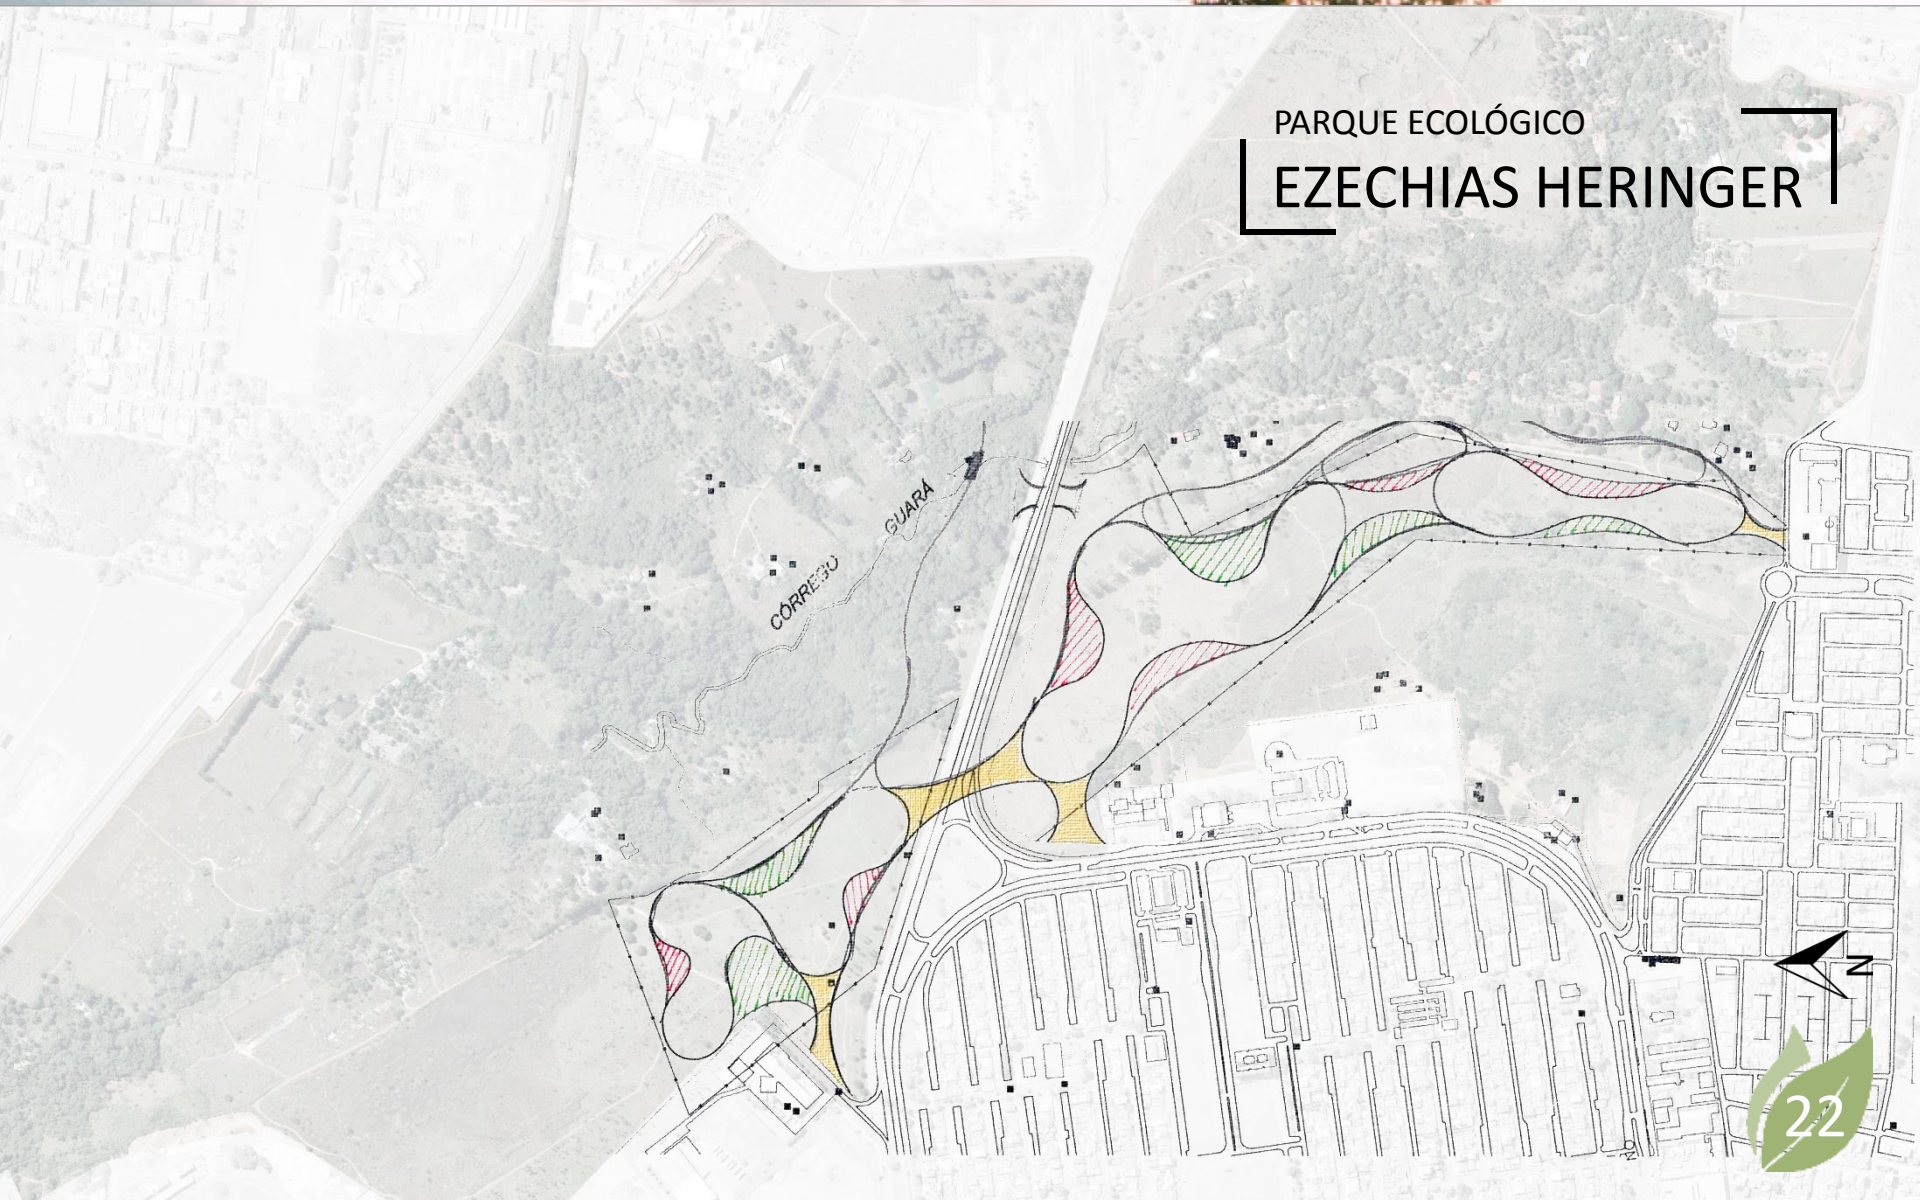 PARQUE ECOLÓGICO
EZECHIAS HERINGER
CÓRREGO GUARÁ
N
22